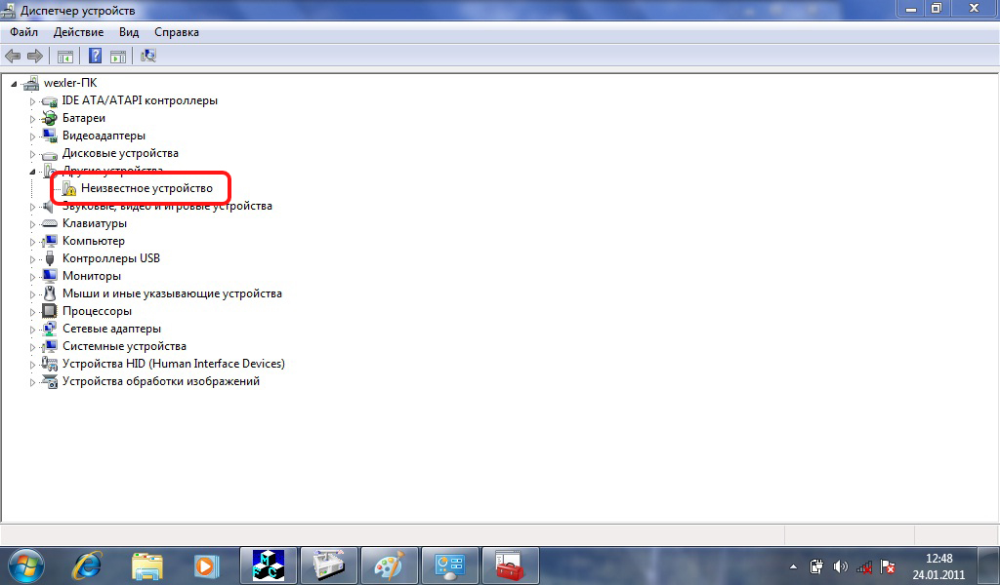 Диспетчер устройств
Файл Действие Вид Справка
wexler-ПК
IDE ATA/ATAPI контроллеры
Батареи
Видеоадаптеры
Дисковые устройства
Другие устройства
Неизвестное устройство
Звуковые, видео и игровые устройства
Клавиатуры
Компьютер
Контроллеры USB
Мониторы
Мыши и иные указывающие устройства
Процессоры
Сетевые адаптеры
Системные устройства
Устройства HID (Human Interface Devices)
Устройства обработки изображений
12:48
24.01.2011